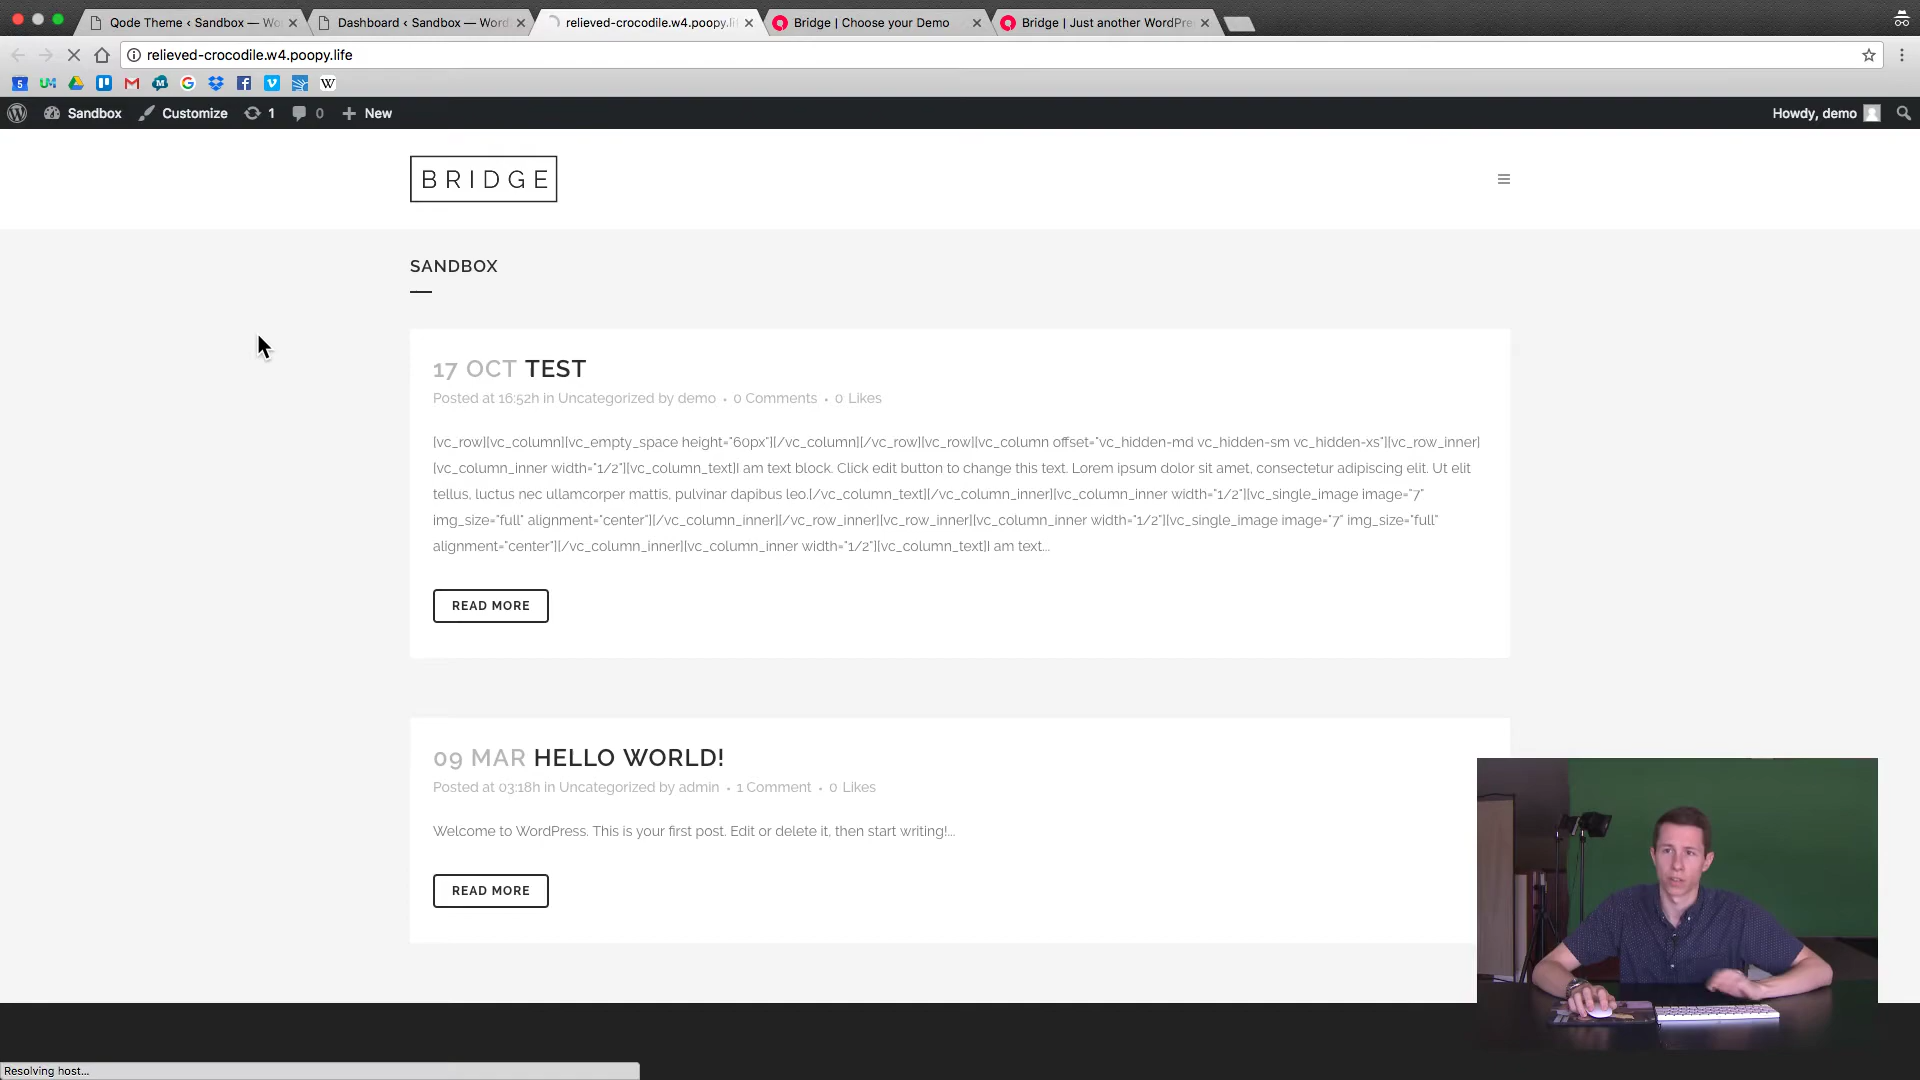 Qode Theme ‹ Sandbox — Wo
Dashboard ‹ Sandbox — Word
relieved-crocodile.w4.poopy.li
Bridge | Choose your Demo
Bridge | Just another WordPre
relieved-crocodile.w4.poopy.life
5
W
Sandbox
Customize
1
0
New
Howdy, demo
BRIDGE
SANDBOX
17 OCT TEST
Posted at 16:52h in Uncategorized by demo • 0 Comments • 0 Likes
[vc_row][vc_column][vc_empty_space height="60px"][/vc_column][/vc_row][vc_row][vc_column offset="vc_hidden-md vc_hidden-sm vc_hidden-xs"][vc_row_inner]
[vc_column_inner width="1/2"][vc_column_text]I am text block. Click edit button to change this text. Lorem ipsum dolor sit amet, consectetur adipiscing elit. Ut elit
tellus, luctus nec ullamcorper mattis, pulvinar dapibus leo.[/vc_column_text][/vc_column_inner][vc_column_inner width="1/2"][vc_single_image image="7"
img_size="full" alignment="center"][/vc_column_inner][/vc_row_inner][vc_row_inner][vc_column_inner width="1/2"][vc_single_image image="7" img_size="full"
alignment="center"][/vc_column_inner][vc_column_inner width="1/2"][vc_column_text]I am text...
READ MORE
09 MAR HELLO WORLD!
Posted at 03:18h in Uncategorized by admin • 1 Comment • 0 Likes
Welcome to WordPress. This is your first post. Edit or delete it, then start writing!...
READ MORE
Resolving host...